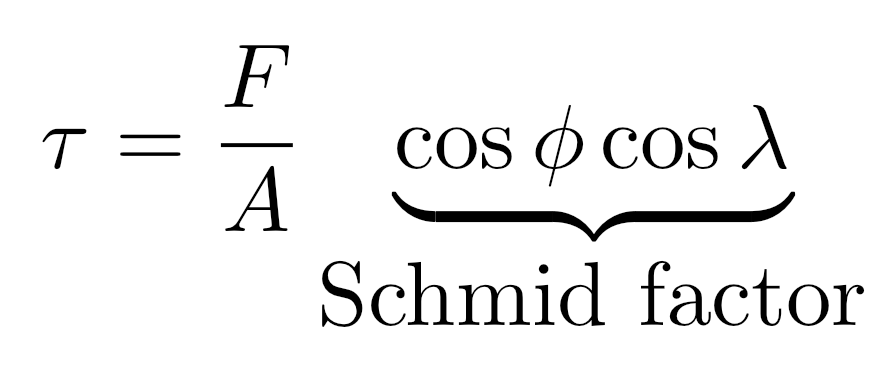 τ = F/A cos ϕ cos λ
Schmid factor